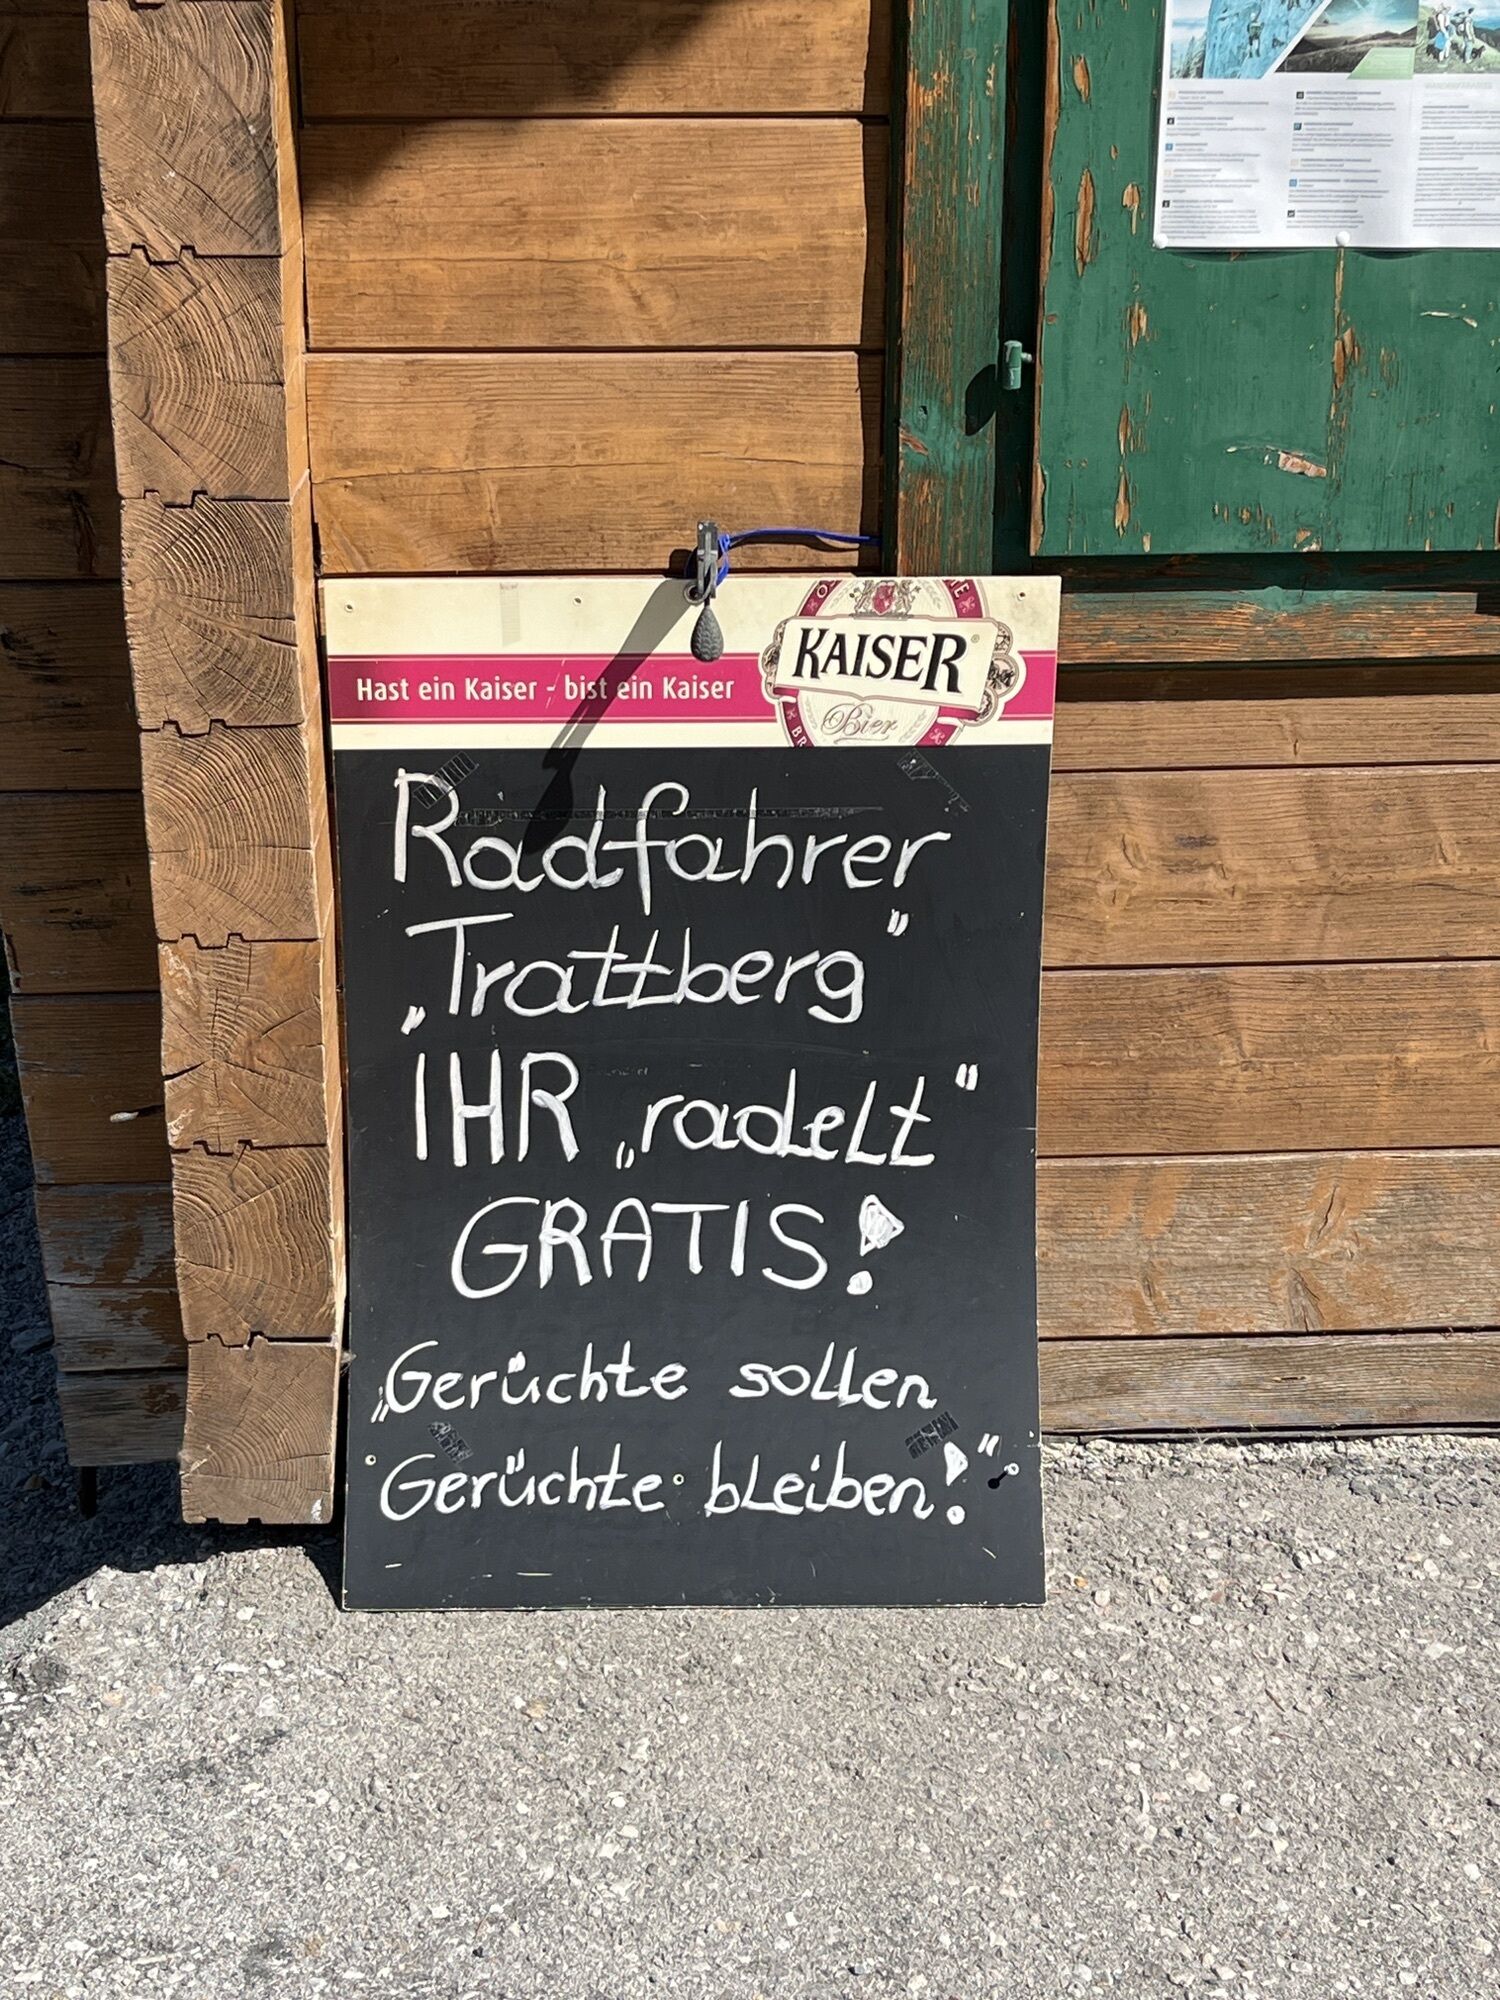 Hast ein Kaiser - bist ein Kaiser
KAISER
Bier
Radfahrer
„Trattberg"
IHR „radelt"
GRATIS!
„Gerüchte sollen
Gerüchte bleiben!"